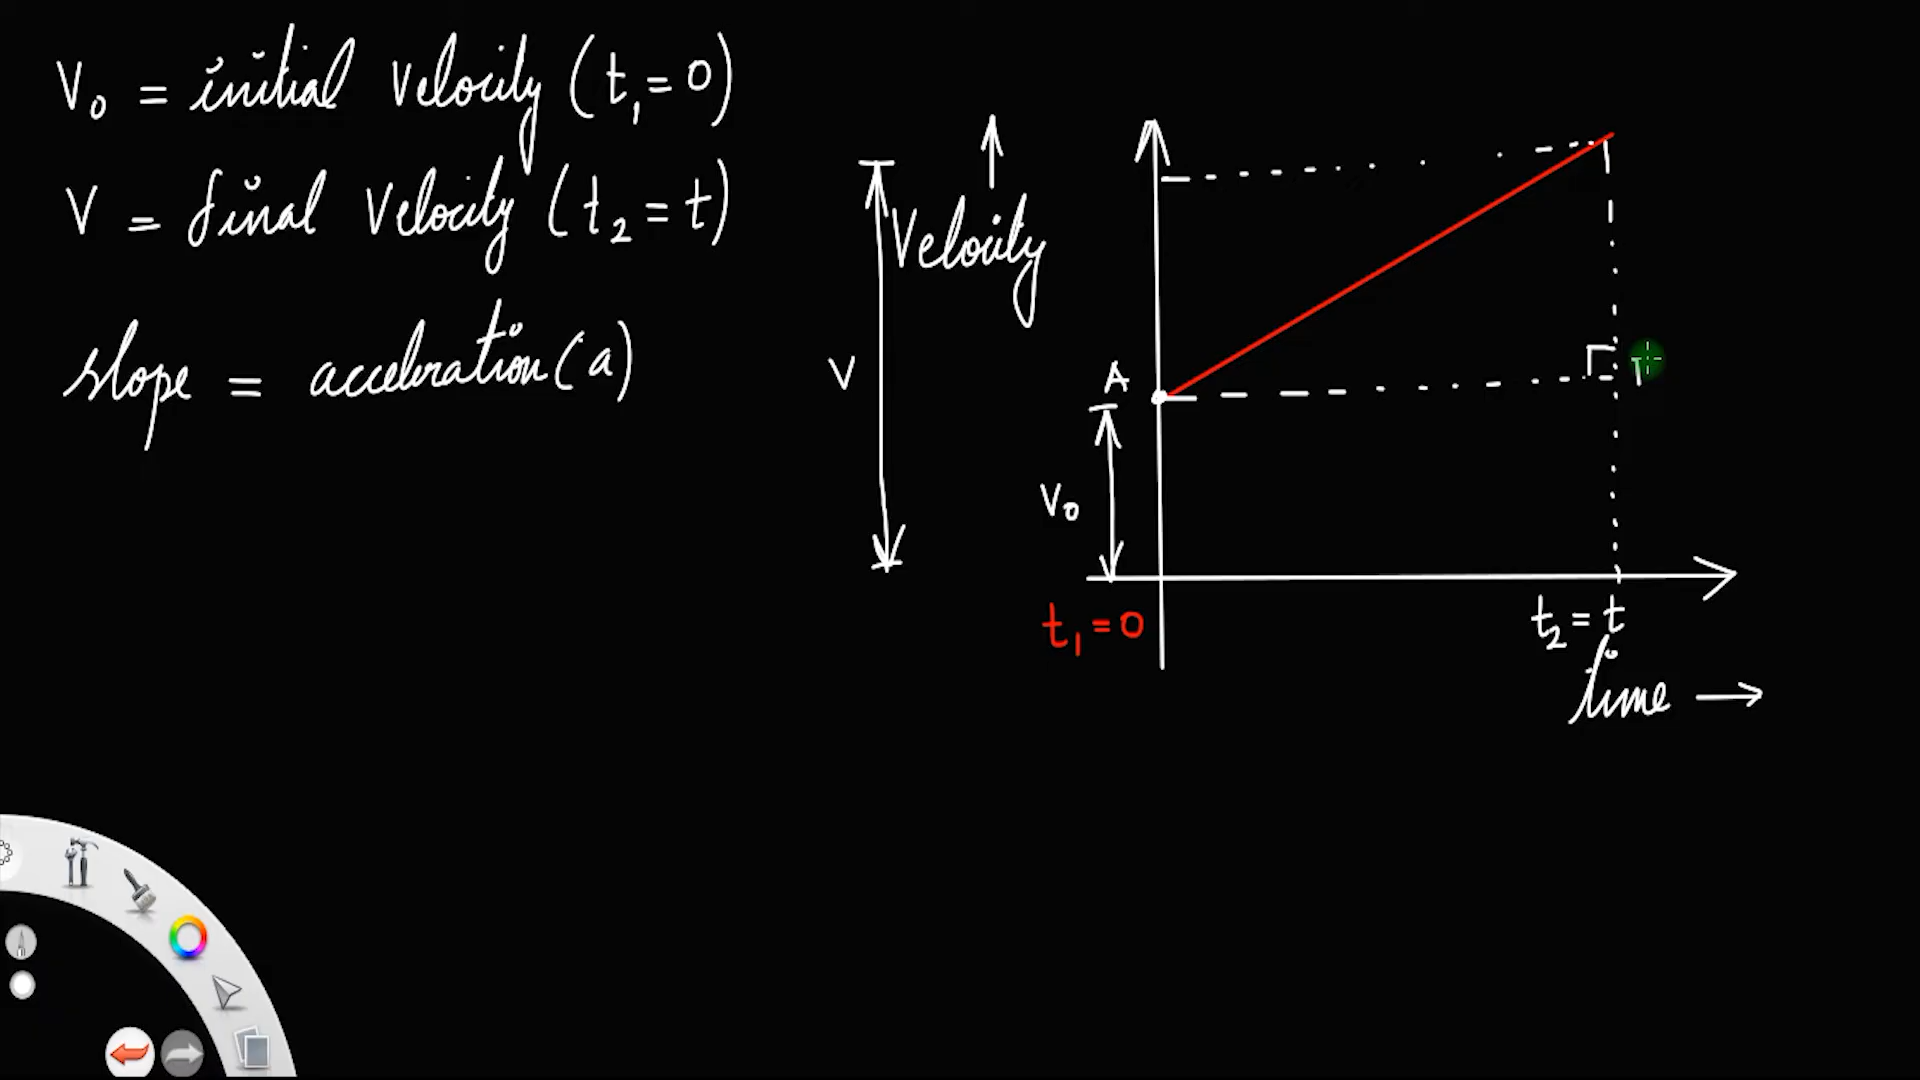 V₀ = initial Velocity (t₁ = 0)
V = final Velocity (t₂ = t)
slope = acceleration (a)
Velocity
V
A
V₀
t₁ = 0
t₂ = t
time